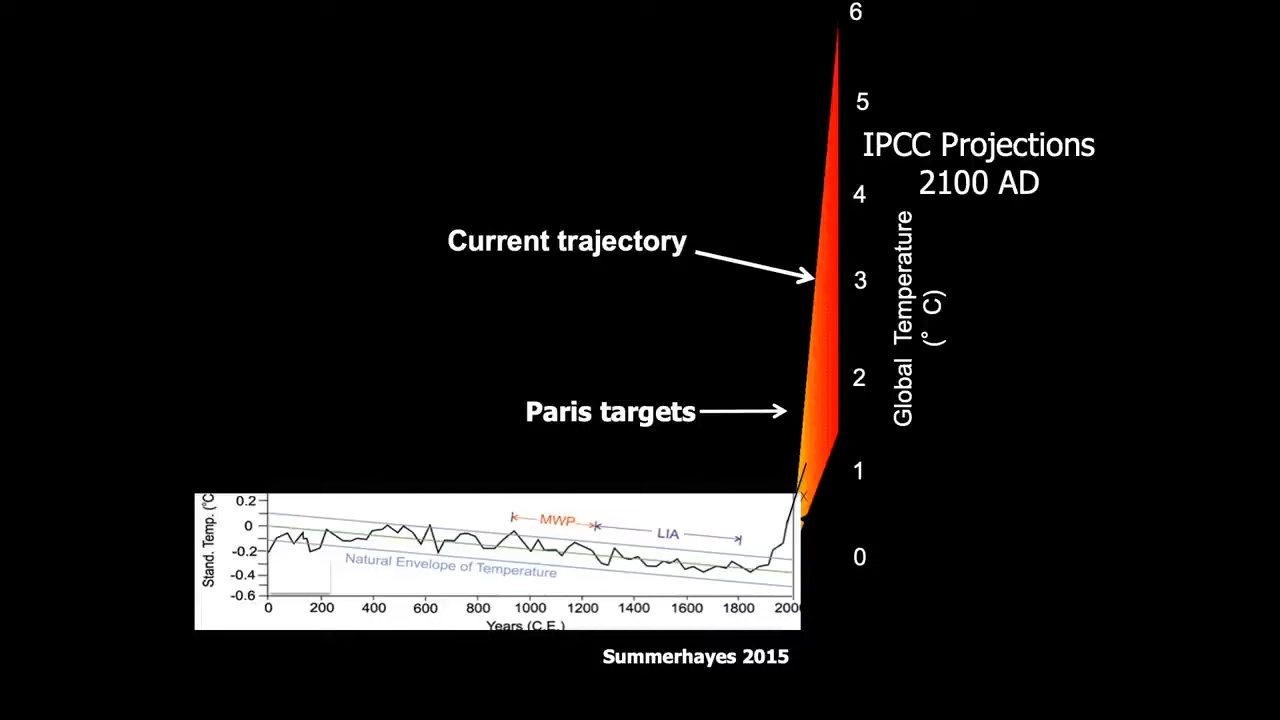 6
5
IPCC Projections
2100 AD
4
Current trajectory
3
Global Temperature
(° C)
2
Paris targets
1
0
Stand. Temp. (°C
0.2
0
-0.2
-0.4
-0.6
MWP
LIA
Natural Envelope of Temperature
0 200 400 600 800 1000 1200 1400 1600 1800 2000
Years (C.E.)
Summerhayes 2015